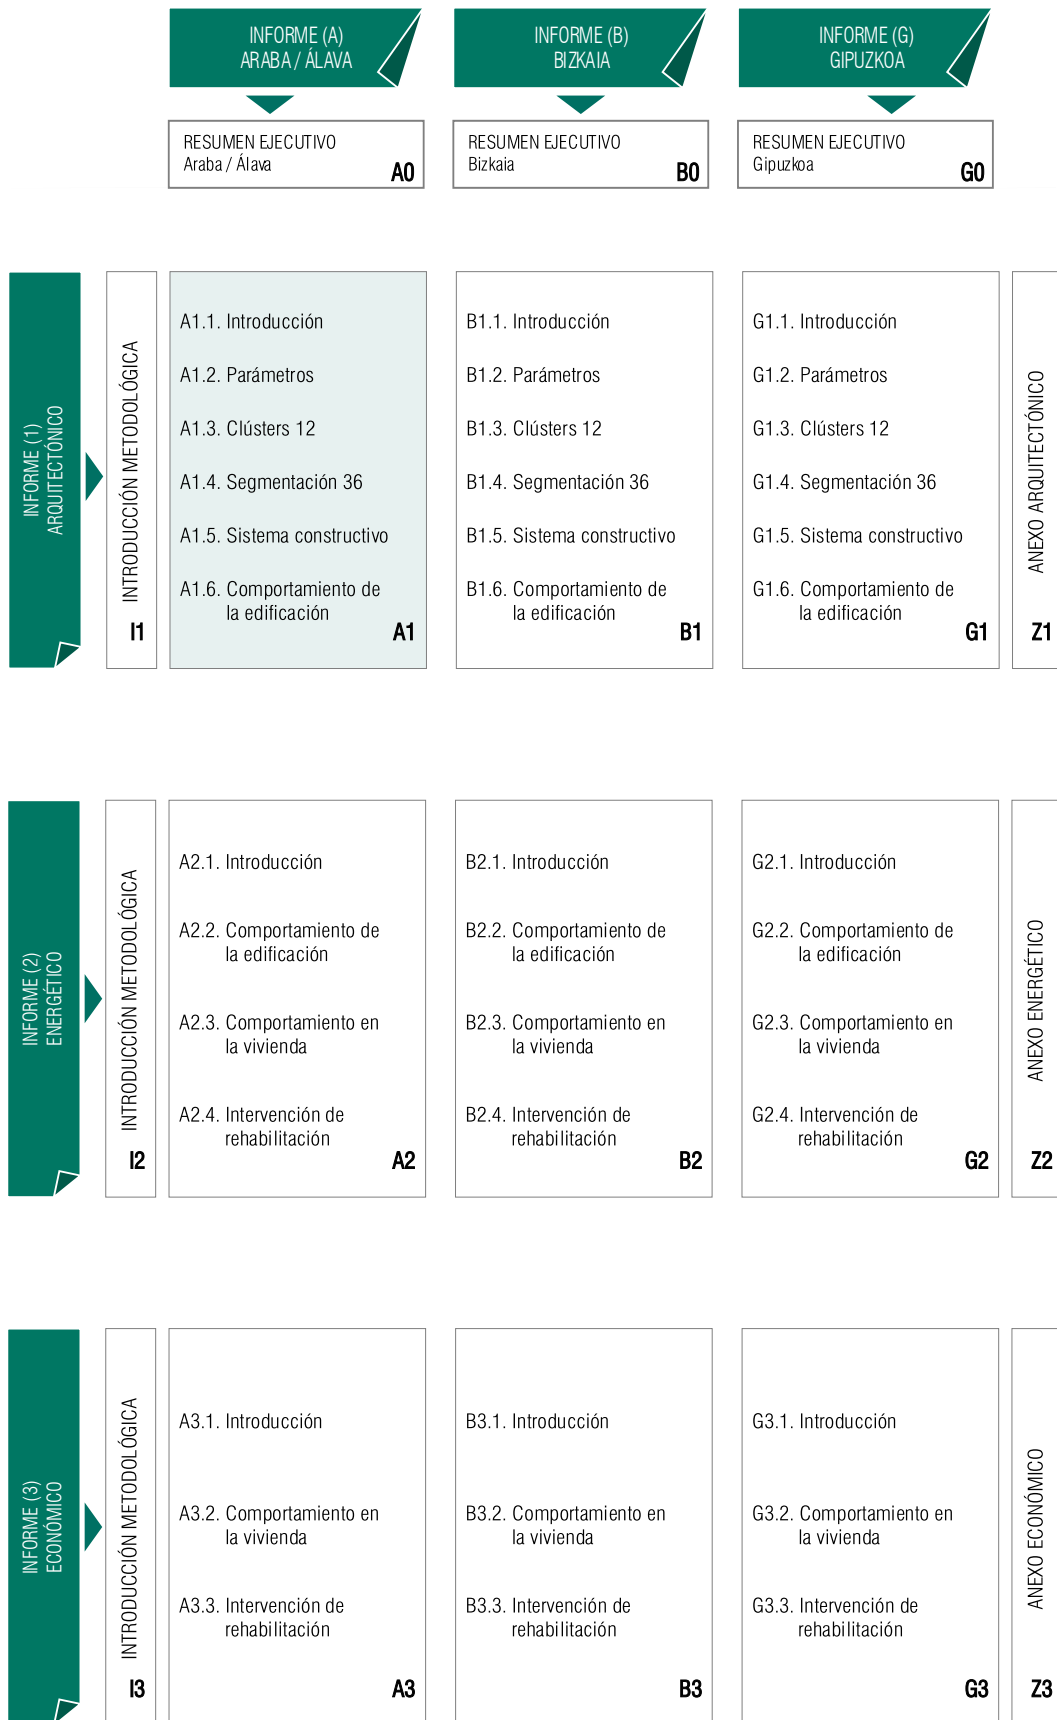 INFORME (A)
ARABA / ÁLAVA
INFORME (B)
BIZKAIA
INFORME (G)
GIPUZKOA
RESUMEN EJECUTIVO
Araba / Álava
A0
RESUMEN EJECUTIVO
Bizkaia
B0
RESUMEN EJECUTIVO
Gipuzkoa
G0
INFORME (1)
ARQUITECTÓNICO
INTRODUCCIÓN METODOLÓGICA
I1
A1.1. Introducción
A1.2. Parámetros
A1.3. Clústers 12
A1.4. Segmentación 36
A1.5. Sistema constructivo
A1.6. Comportamiento de
la edificación
A1
B1.1. Introducción
B1.2. Parámetros
B1.3. Clústers 12
B1.4. Segmentación 36
B1.5. Sistema constructivo
B1.6. Comportamiento de
la edificación
B1
G1.1. Introducción
G1.2. Parámetros
G1.3. Clústers 12
G1.4. Segmentación 36
G1.5. Sistema constructivo
G1.6. Comportamiento de
la edificación
G1
ANEXO ARQUITECTÓNICO
Z1
INFORME (2)
ENERGÉTICO
INTRODUCCIÓN METODOLÓGICA
I2
A2.1. Introducción
A2.2. Comportamiento de
la edificación
A2.3. Comportamiento en
la vivienda
A2.4. Intervención de
rehabilitación
A2
B2.1. Introducción
B2.2. Comportamiento de
la edificación
B2.3. Comportamiento en
la vivienda
B2.4. Intervención de
rehabilitación
B2
G2.1. Introducción
G2.2. Comportamiento de
la edificación
G2.3. Comportamiento en
la vivienda
G2.4. Intervención de
rehabilitación
G2
ANEXO ENERGÉTICO
Z2
INFORME (3)
ECONÓMICO
INTRODUCCIÓN METODOLÓGICA
I3
A3.1. Introducción
A3.2. Comportamiento en
la vivienda
A3.3. Intervención de
rehabilitación
A3
B3.1. Introducción
B3.2. Comportamiento en
la vivienda
B3.3. Intervención de
rehabilitación
B3
G3.1. Introducción
G3.2. Comportamiento en
la vivienda
G3.3. Intervención de
rehabilitación
G3
ANEXO ECONÓMICO
Z3